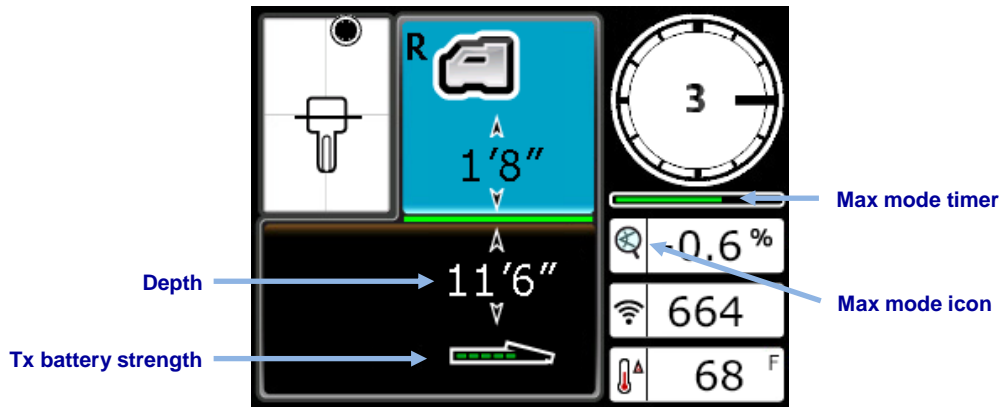 R
3
1'8"
Max mode timer
-0.6 %
Depth
11'6"
Max mode icon
664
Tx battery strength
68 F